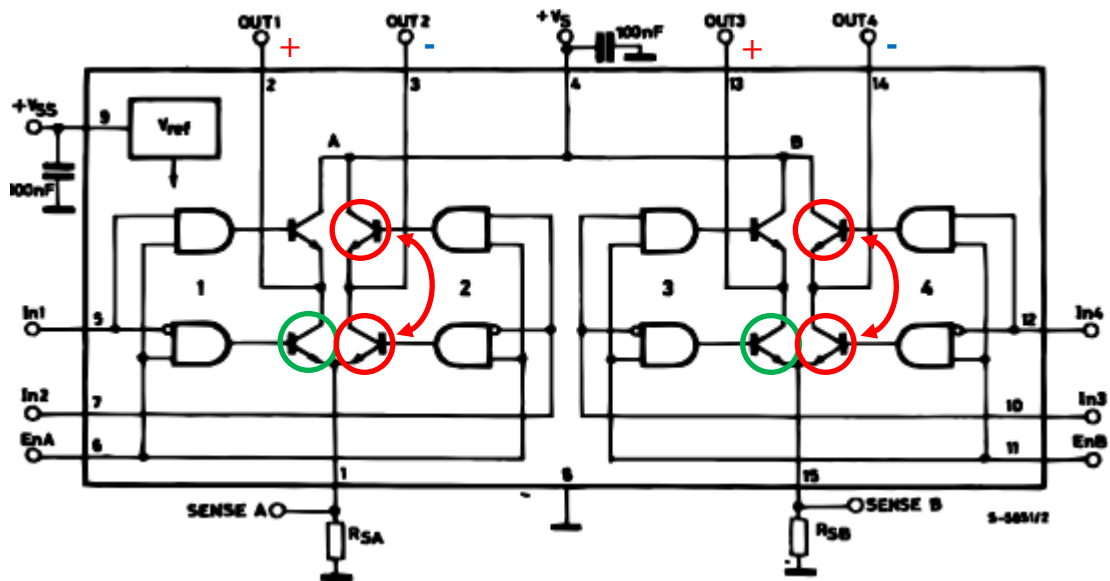 OUT1 OUT2 +Vs 100nF OUT3 OUT4
+ - + -
2 3 4 13 14
+VSS 9 Vref
A B
100nF
1 2 3 4
In1 5 12 In4
In2 7 10 In3
EnA 6 11 EnB
1 8 15
SENSE A SENSE B S-5851/2
RSA RSB